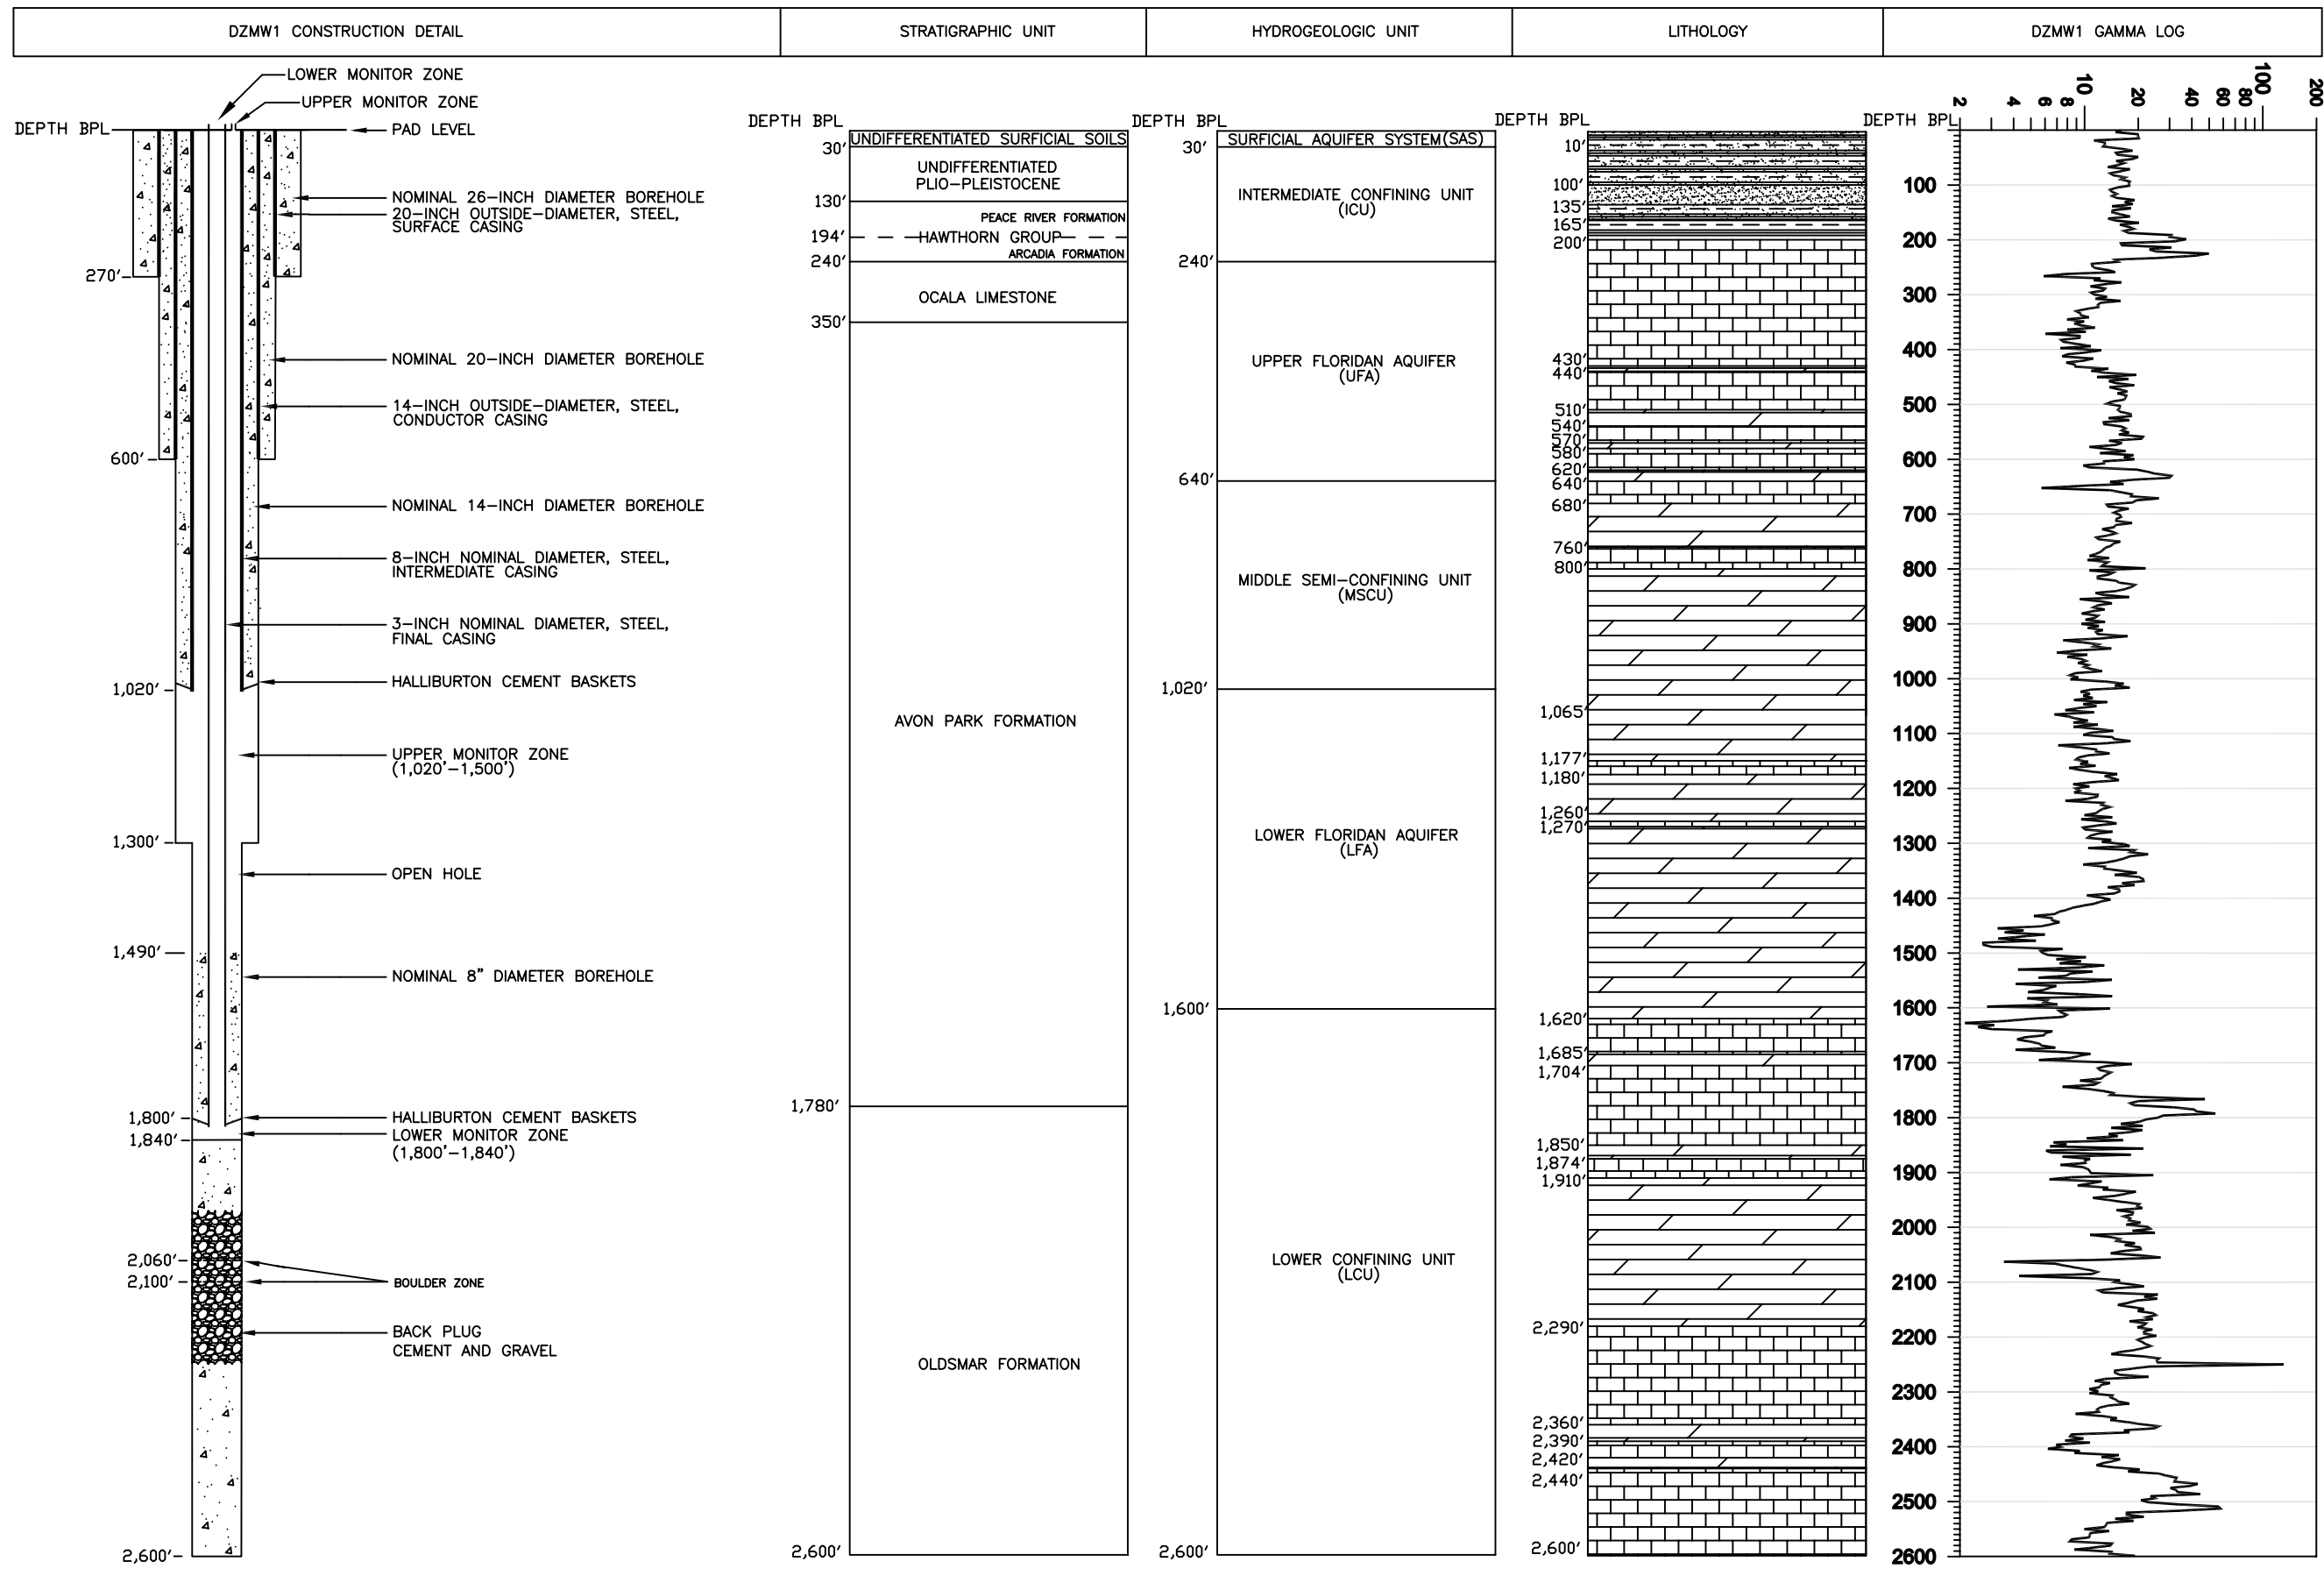 DZMW1 CONSTRUCTION DETAIL
STRATIGRAPHIC UNIT
HYDROGEOLOGIC UNIT
LITHOLOGY
DZMW1 GAMMA LOG
LOWER MONITOR ZONE
UPPER MONITOR ZONE
DEPTH BPL
PAD LEVEL
NOMINAL 26-INCH DIAMETER BOREHOLE
20-INCH OUTSIDE-DIAMETER, STEEL,
SURFACE CASING
270'
NOMINAL 20-INCH DIAMETER BOREHOLE
14-INCH OUTSIDE-DIAMETER, STEEL,
CONDUCTOR CASING
600'
NOMINAL 14-INCH DIAMETER BOREHOLE
8-INCH NOMINAL DIAMETER, STEEL,
INTERMEDIATE CASING
3-INCH NOMINAL DIAMETER, STEEL,
FINAL CASING
HALLIBURTON CEMENT BASKETS
1,020'
UPPER MONITOR ZONE
(1,020'-1,500')
1,300'
OPEN HOLE
1,490'
NOMINAL 8" DIAMETER BOREHOLE
1,800'
HALLIBURTON CEMENT BASKETS
1,840'
LOWER MONITOR ZONE
(1,800'-1,840')
2,060'
2,100'
BOULDER ZONE
BACK PLUG
CEMENT AND GRAVEL
2,600'
DEPTH BPL
UNDIFFERENTIATED SURFICIAL SOILS
30'
UNDIFFERENTIATED
PLIO-PLEISTOCENE
130'
PEACE RIVER FORMATION
194'
HAWTHORN GROUP
ARCADIA FORMATION
240'
OCALA LIMESTONE
350'
AVON PARK FORMATION
1,780'
OLDSMAR FORMATION
2,600'
DEPTH BPL
SURFICIAL AQUIFER SYSTEM(SAS)
30'
INTERMEDIATE CONFINING UNIT
(ICU)
240'
UPPER FLORIDAN AQUIFER
(UFA)
640'
MIDDLE SEMI-CONFINING UNIT
(MSCU)
1,020'
LOWER FLORIDAN AQUIFER
(LFA)
1,600'
LOWER CONFINING UNIT
(LCU)
2,600'
DEPTH BPL
10'
100'
135'
165'
200'
430'
440'
510'
540'
570'
580'
620'
640'
680'
760'
800'
1,065'
1,177'
1,180'
1,260'
1,270'
1,620'
1,685'
1,704'
1,850'
1,874'
1,910'
2,290'
2,360'
2,390'
2,420'
2,440'
2,600'
DEPTH BPL
2
4
6
8
10
20
40
60
80
100
200
100
200
300
400
500
600
700
800
900
1000
1100
1200
1300
1400
1500
1600
1700
1800
1900
2000
2100
2200
2300
2400
2500
2600